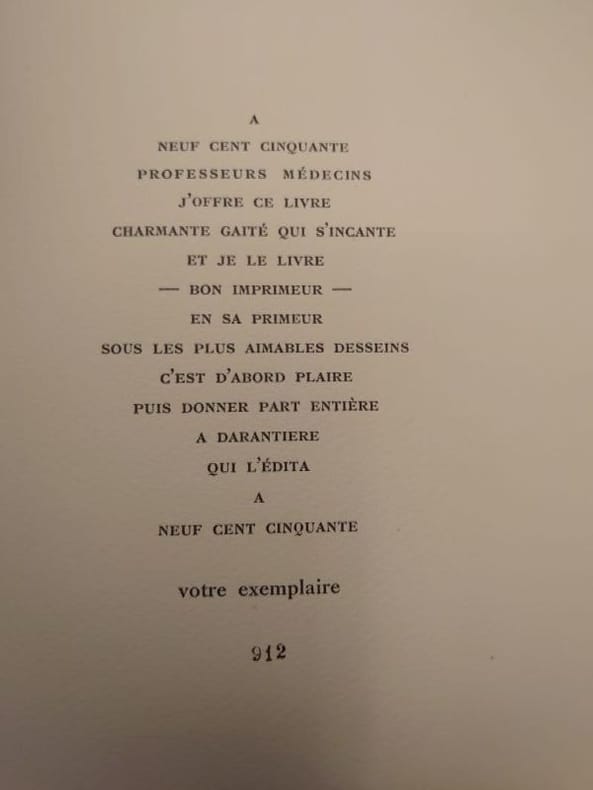 A
NEUF CENT CINQUANTE
PROFESSEURS MÉDECINS
J'OFFRE CE LIVRE
CHARMANTE GAITÉ QUI S'INCANTE
ET JE LE LIVRE
— BON IMPRIMEUR —
EN SA PRIMEUR
SOUS LES PLUS AIMABLES DESSEINS
C'EST D'ABORD PLAIRE
PUIS DONNER PART ENTIÈRE
A DARANTIERE
QUI L'ÉDITA
A
NEUF CENT CINQUANTE
votre exemplaire
912